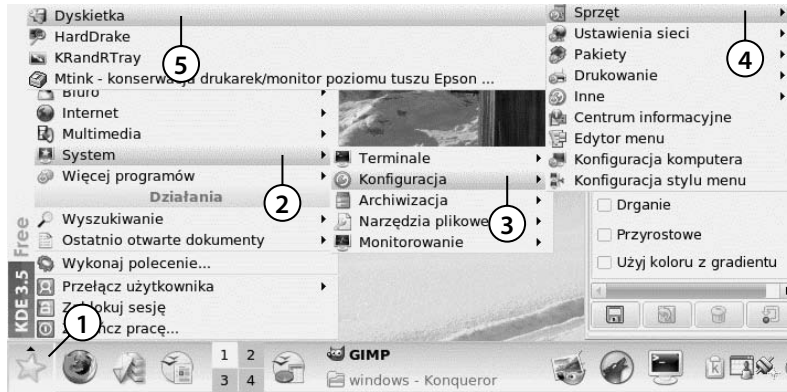 Dyskietka
HardDrake
KRandRTray
Mtink - konserwacja drukarek/monitor poziomu tuszu Epson ...
Biuro
Internet
Multimedia
System
Więcej programów
Działania
Wyszukiwanie
Ostatnio otwarte dokumenty
Wykonaj polecenie...
Przełącz użytkownika
Zablokuj sesję
Zakończ pracę...
KDE 3.5 Free
Terminale
Konfiguracja
Archiwizacja
Narzędzia plikowe
Monitorowanie
Sprzęt
Ustawienia sieci
Pakiety
Drukowanie
Inne
Centrum informacyjne
Edytor menu
Konfiguracja komputera
Konfiguracja stylu menu
Drganie
Przyrostowe
Użyj koloru z gradientu
1 2
3 4
GIMP
windows - Konqueror
1
2
3
4
5